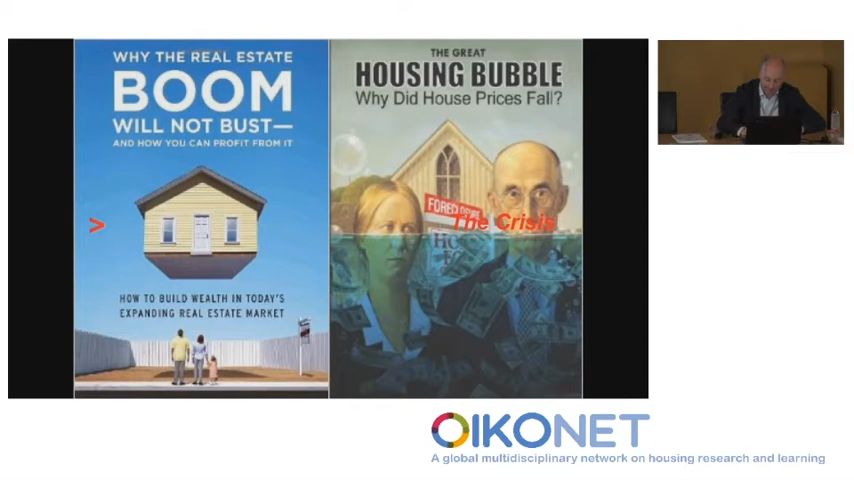 WHY THE REAL ESTATE
BOOM
WILL NOT BUST—
AND HOW YOU CAN PROFIT FROM IT
HOW TO BUILD WEALTH IN TODAY'S
EXPANDING REAL ESTATE MARKET
THE GREAT
HOUSING BUBBLE
Why Did House Prices Fall?
>
The Crisis
OIKONET
A global multidisciplinary network on housing research and learning